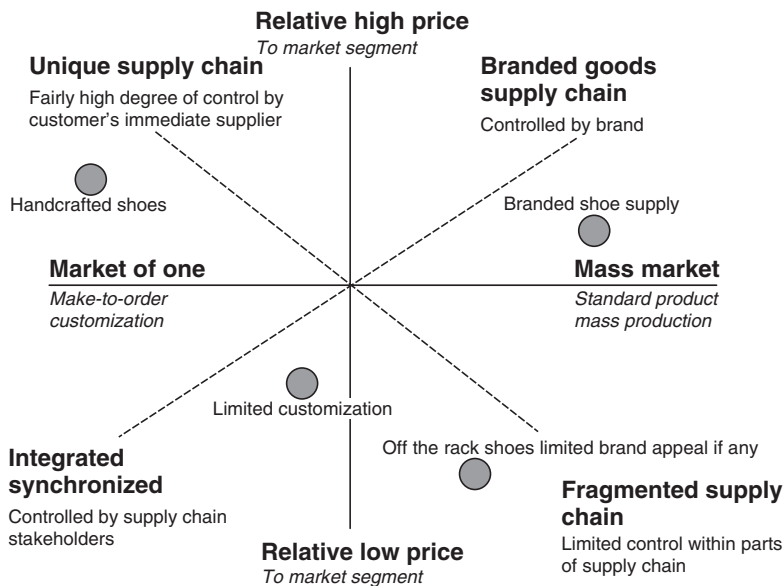 Relative high price
To market segment
Unique supply chain
Fairly high degree of control by
customer's immediate supplier
Branded goods
supply chain
Controlled by brand
Handcrafted shoes
Branded shoe supply
Market of one
Make-to-order
customization
Mass market
Standard product
mass production
Limited customization
Off the rack shoes limited brand appeal if any
Integrated
synchronized
Controlled by supply chain
stakeholders
Fragmented supply
chain
Limited control within parts
of supply chain
Relative low price
To market segment